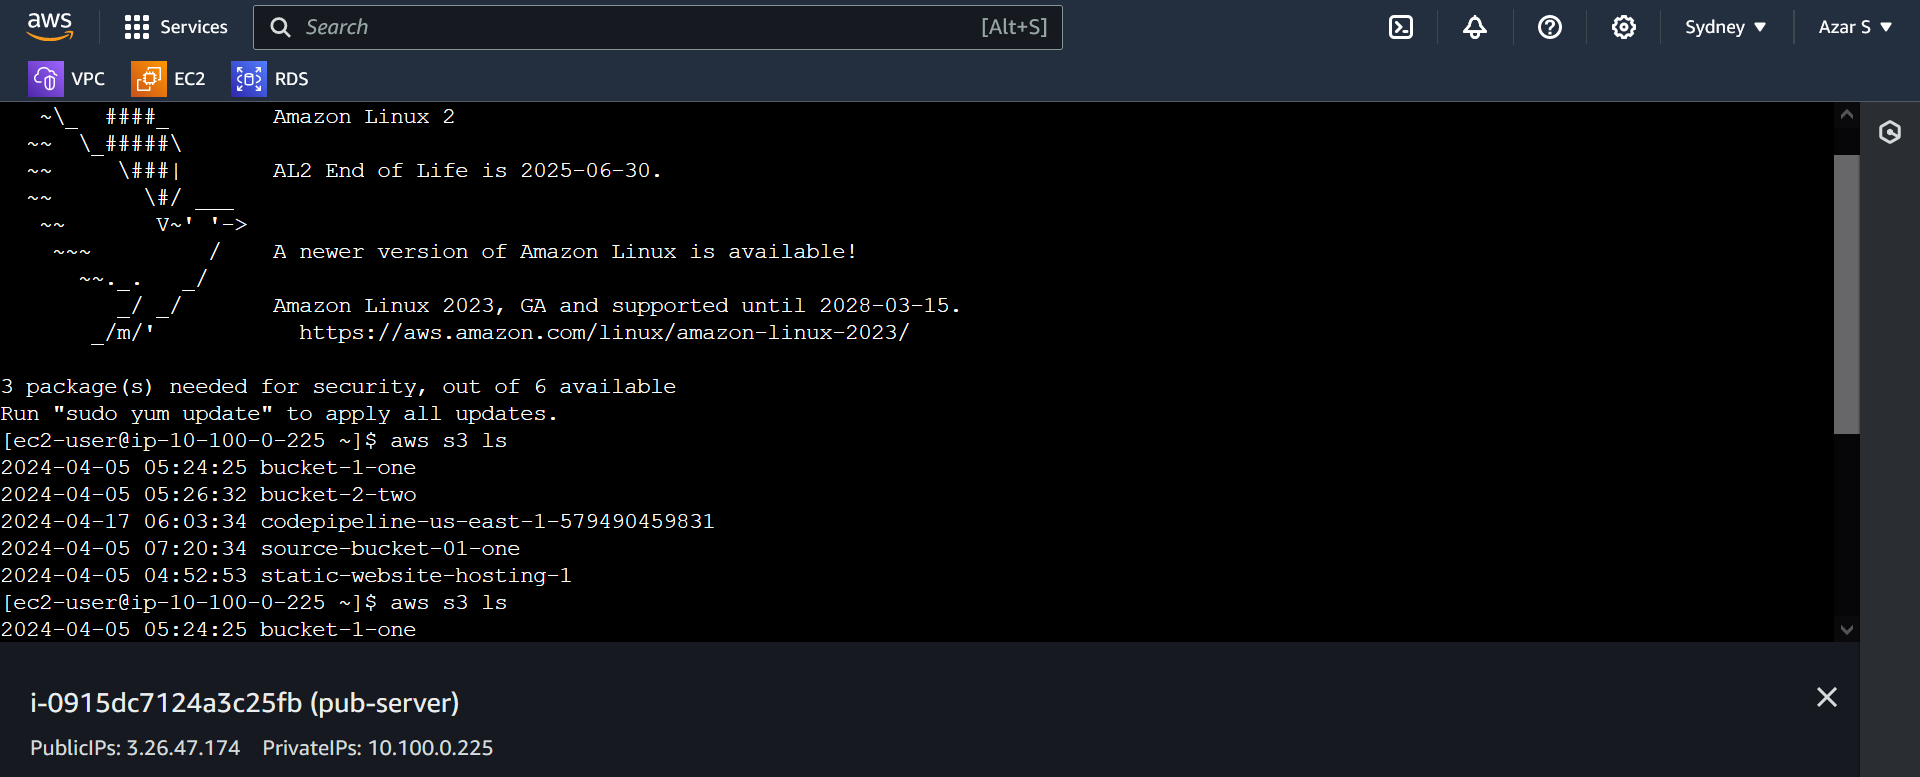 aws Services Search [Alt+S] Sydney Azar S
VPC EC2 RDS
~\_  ####_        Amazon Linux 2
~~  \_#####\
~~     \###|       AL2 End of Life is 2025-06-30.
~~       \#/ ___
~~       V~' '->
~~~         /    A newer version of Amazon Linux is available!
~~._.   _/
_/ _/       Amazon Linux 2023, GA and supported until 2028-03-15.
_/m/'           https://aws.amazon.com/linux/amazon-linux-2023/
3 package(s) needed for security, out of 6 available
Run "sudo yum update" to apply all updates.
[ec2-user@ip-10-100-0-225 ~]$ aws s3 ls
2024-04-05 05:24:25 bucket-1-one
2024-04-05 05:26:32 bucket-2-two
2024-04-17 06:03:34 codepipeline-us-east-1-579490459831
2024-04-05 07:20:34 source-bucket-01-one
2024-04-05 04:52:53 static-website-hosting-1
[ec2-user@ip-10-100-0-225 ~]$ aws s3 ls
2024-04-05 05:24:25 bucket-1-one
i-0915dc7124a3c25fb (pub-server)
PublicIPs: 3.26.47.174 PrivateIPs: 10.100.0.225